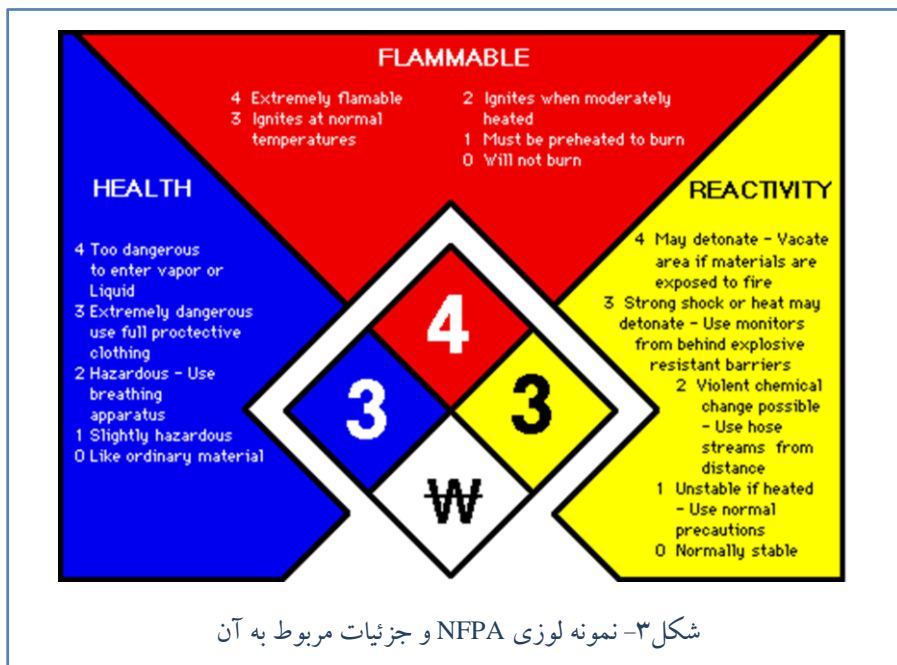 FLAMMABLE
4 Extremely flamable
3 Ignites at normal
temperatures
2 Ignites when moderately
heated
1 Must be preheated to burn
0 Will not burn
HEALTH
4 Too dangerous
to enter vapor or
Liquid
3 Extremely dangerous
use full proctective
clothing
2 Hazardous - Use
breathing
apparatus
1 Slightly hazardous
0 Like ordinary material
REACTIVITY
4 May detonate - Vacate
area if materials are
exposed to fire
3 Strong shock or heat may
detonate - Use monitors
from behind explosive
resistant barriers
2 Violent chemical
change possible
- Use hose
streams from
distance
1 Unstable if heated
- Use normal
precautions
0 Normally stable
4
3
3
W
شکل۳- نمونه لوزی NFPA و جزئیات مربوط به آن